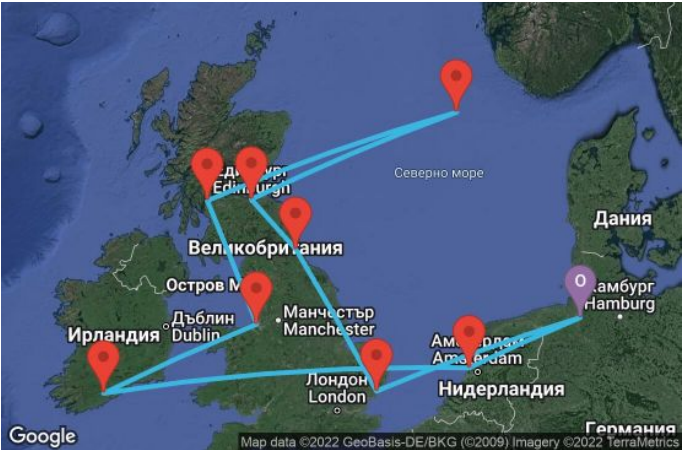 Северно море
Edinburgh
Дания
Великобритания
Остров М
О
Хамбург
Hamburg
Дъблин
Dublin
Ирландия
Манчестър
Manchester
Амстердам
Amsterdam
Лондон
London
Нидерландия
Германия
Google
Map data ©2022 GeoBasis-DE/BKG (©2009) Imagery ©2022 TerraMetrics